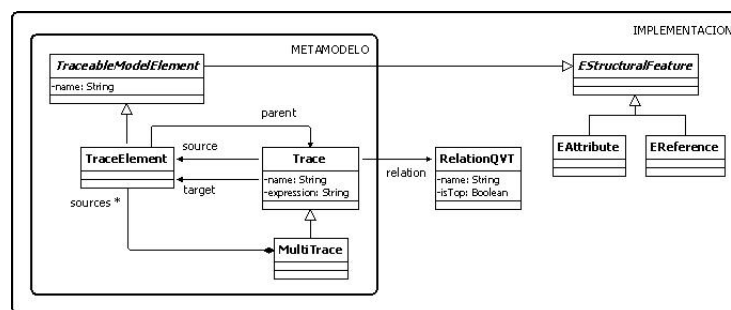 IMPLEMENTACION
METAMODELO
TraceableModelElement
-name: String
EStructuralFeature
parent
TraceElement
source
Trace
-name: String
-expression: String
target
relation
RelationQVT
-name: String
-isTop: Boolean
EAttribute
EReference
sources *
MultiTrace